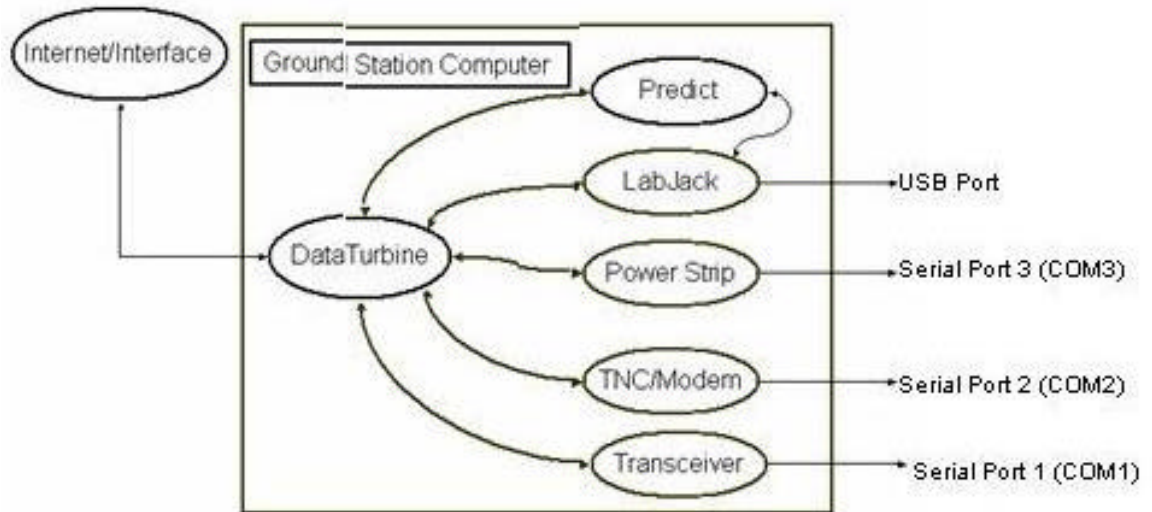 Internet/Interface
Ground Station Computer
Predict
LabJack
USB Port
DataTurbine
Power Strip
Serial Port 3 (COM3)
TNC/Modem
Serial Port 2 (COM2)
Transceiver
Serial Port 1 (COM1)